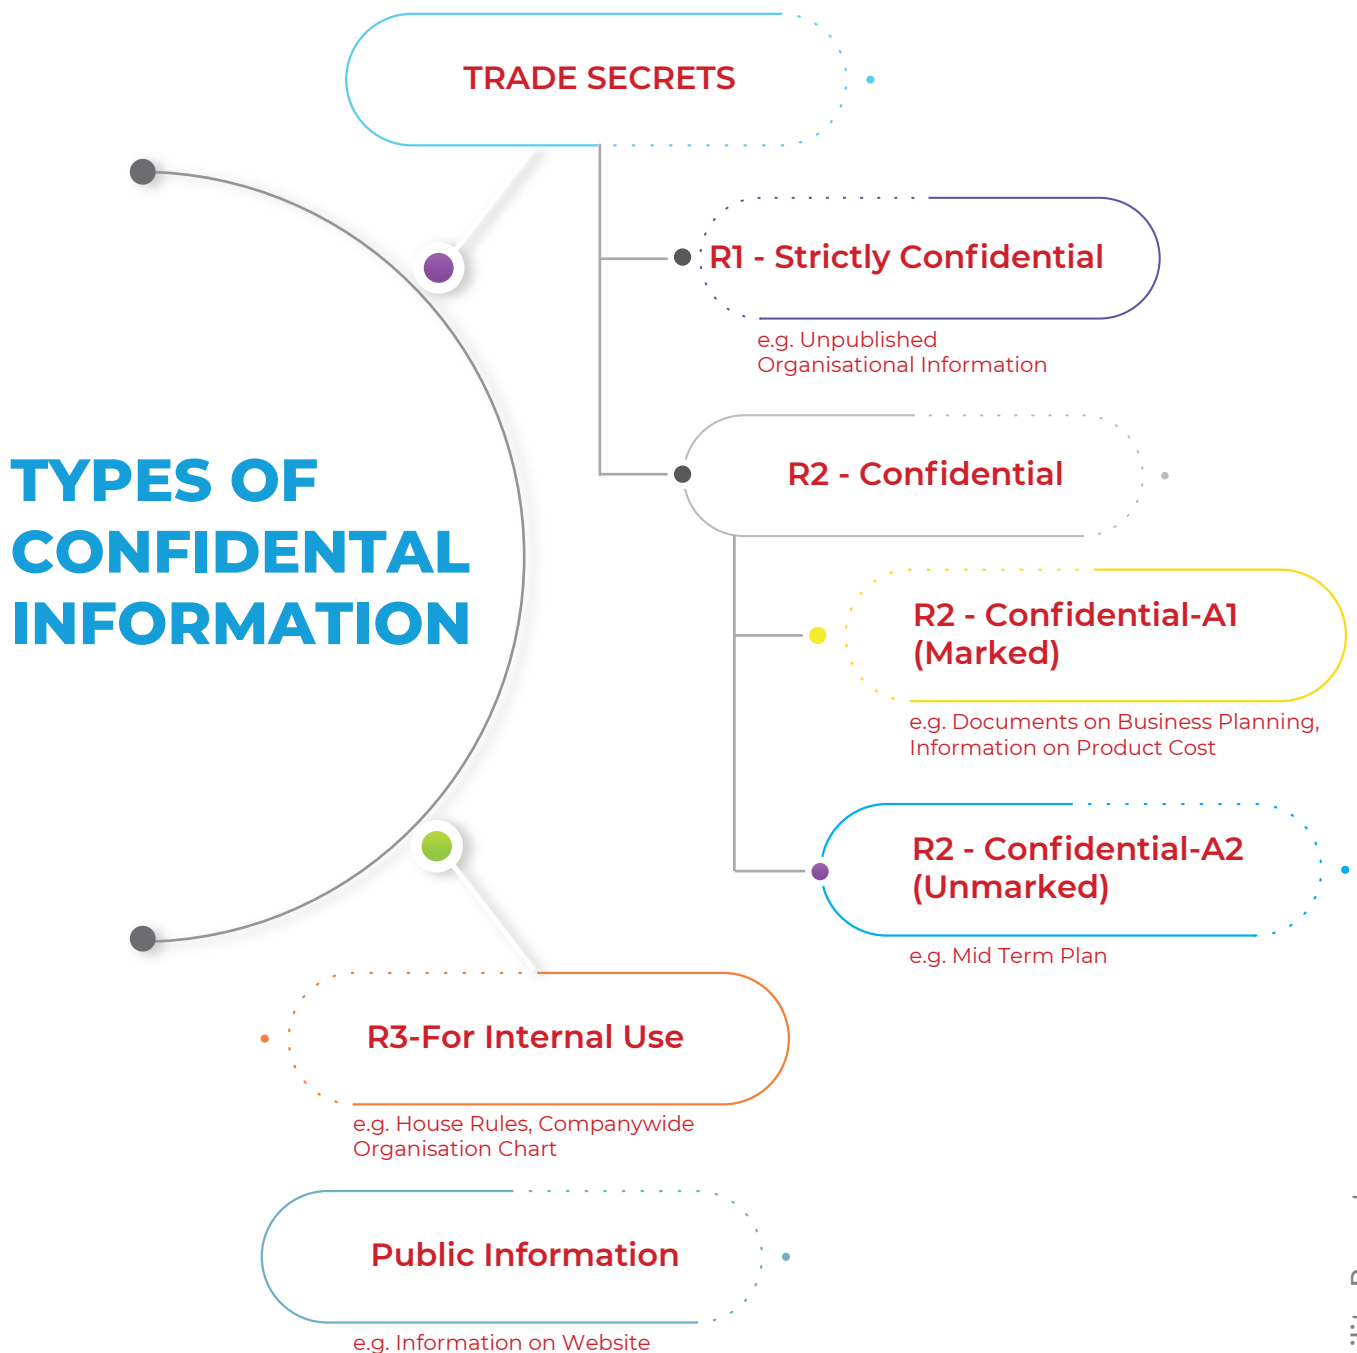 TRADE SECRETS
R1 - Strictly Confidential
e.g. Unpublished
Organisational Information
R2 - Confidential
TYPES OF
CONFIDENTAL
INFORMATION
R2 - Confidential-A1
(Marked)
e.g. Documents on Business Planning,
Information on Product Cost
R2 - Confidential-A2
(Unmarked)
e.g. Mid Term Plan
R3-For Internal Use
e.g. House Rules, Companywide
Organisation Chart
Public Information
e.g. Information on Website